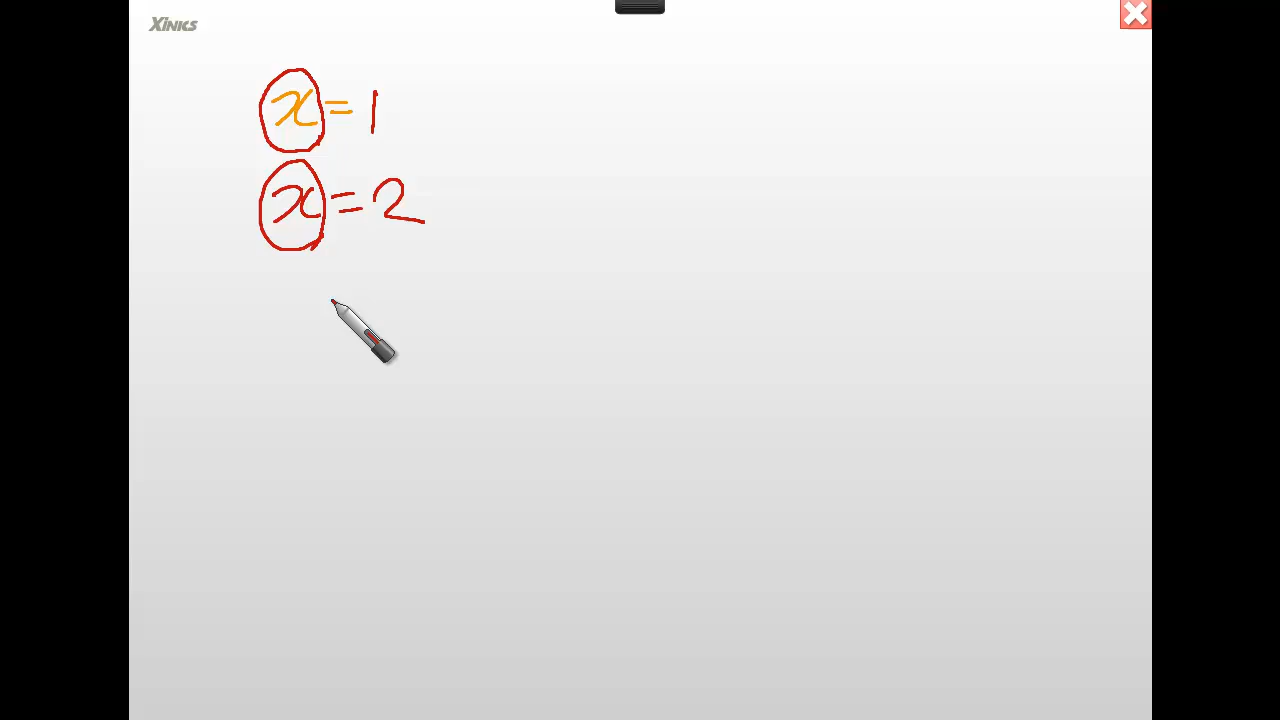 XINKS
x = 1
x = 2